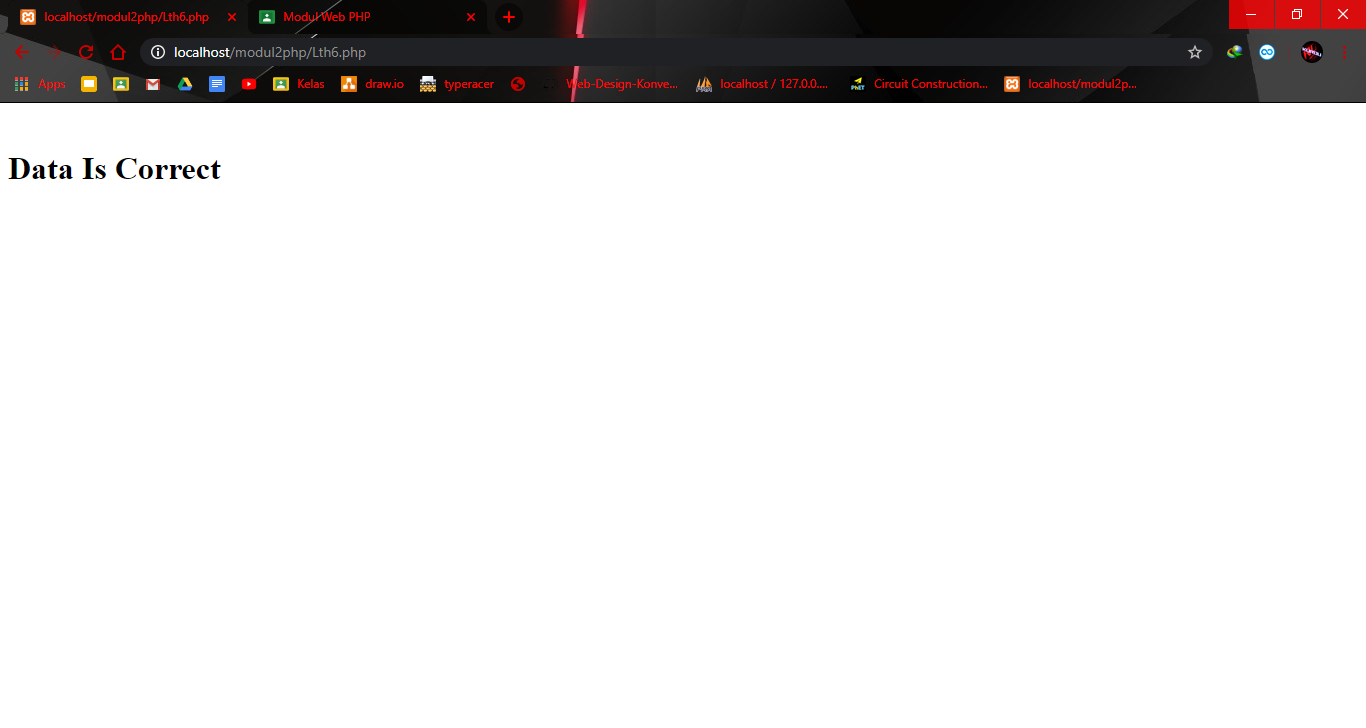 localhost/modul2php/Lth6.php
Modul Web PHP
localhost/modul2php/Lth6.php
Apps
Kelas
draw.io
typeracer
Web-Design-Konve...
localhost / 127.0.0....
Circuit Construction...
localhost/modul2p...
Data Is Correct